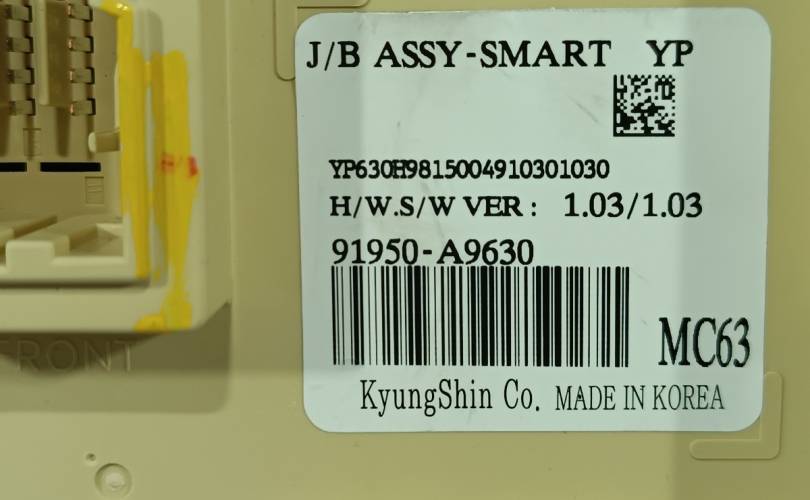 J/B ASSY-SMART YP
YP630H9815004910301030
H/W.S/W VER : 1.03/1.03
91950-A9630
MC63
KyungShin Co. MADE IN KOREA
FRONT